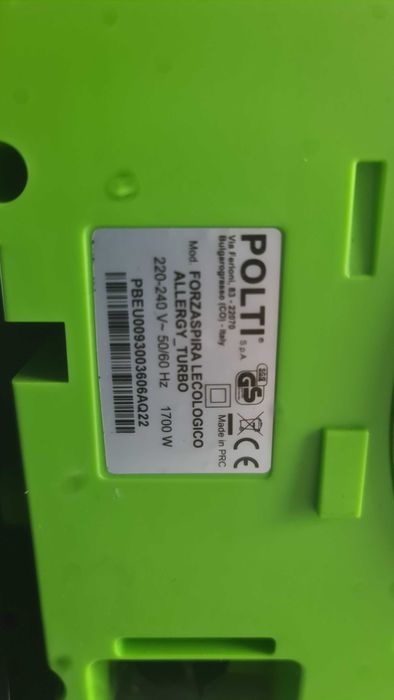 POLTI® S.p.A.
Via Ferloni, 83 - 22070
Bulgarograsso (CO) - Italy
GS
CE
Made in PRC
Mod. FORZASPIRA LECOLOGICO
ALLERGY_TURBO
220-240 V~ 50/60 Hz 1700 W
PBEU0093003606AQ22